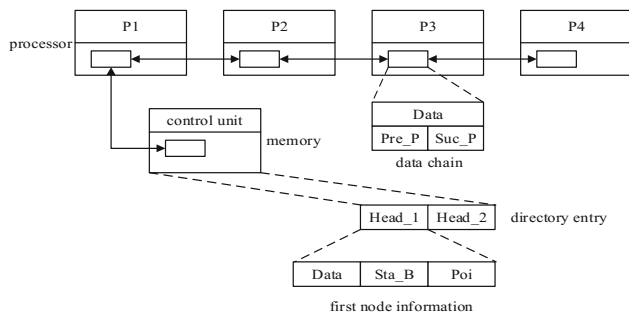 P1 P2 P3 P4
processor
control unit
memory
Data
Pre_P Suc_P
data chain
Head_1 Head_2
directory entry
Data Sta_B Poi
first node information